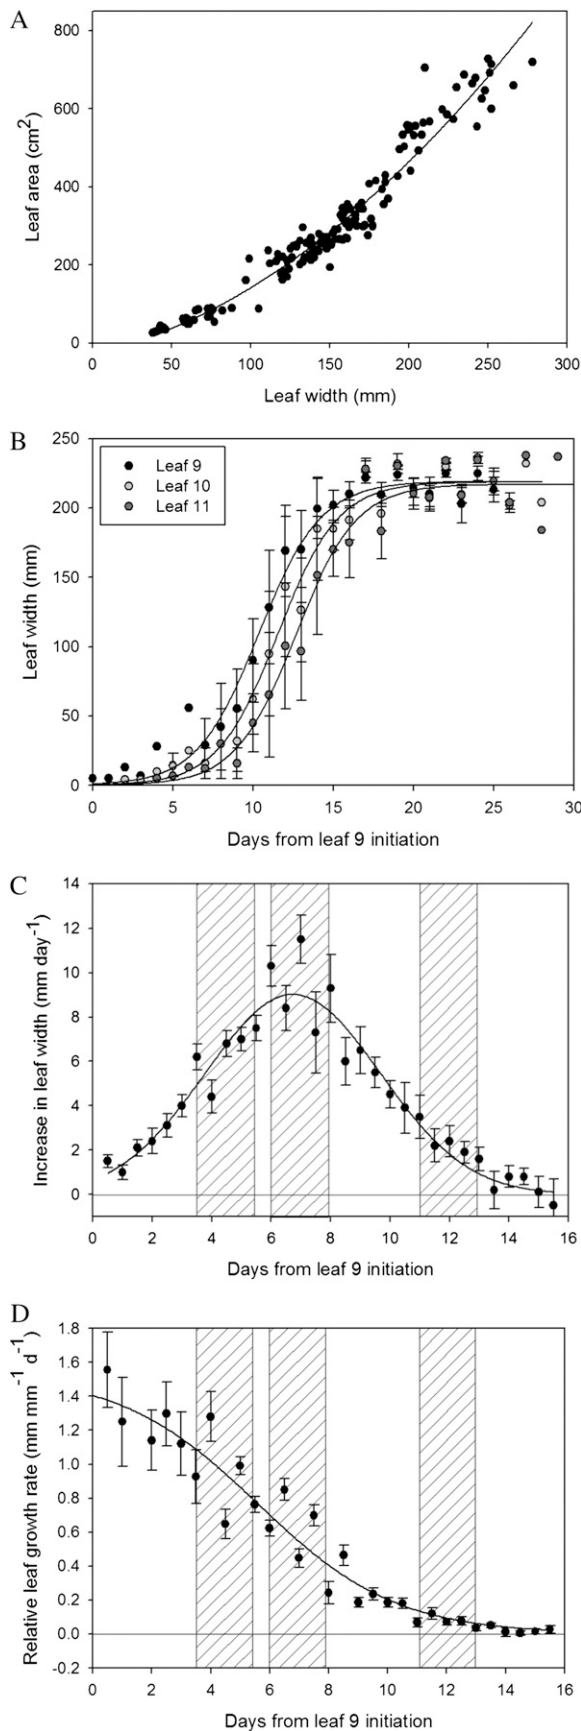 A
800
600
400
200
0
Leaf area (cm2)
0 50 100 150 200 250 300
Leaf width (mm)
B
250
200
150
100
50
0
Leaf width (mm)
Leaf 9
Leaf 10
Leaf 11
0 5 10 15 20 25 30
Days from leaf 9 initiation
C
14
12
10
8
6
4
2
0
Increase in leaf width (mm day-1)
0 2 4 6 8 10 12 14 16
Days from leaf 9 initiation
D
1.8
1.6
1.4
1.2
1.0
0.8
0.6
0.4
0.2
0.0
-0.2
Relative leaf growth rate (mm mm-1 d-1)
0 2 4 6 8 10 12 14 16
Days from leaf 9 initiation